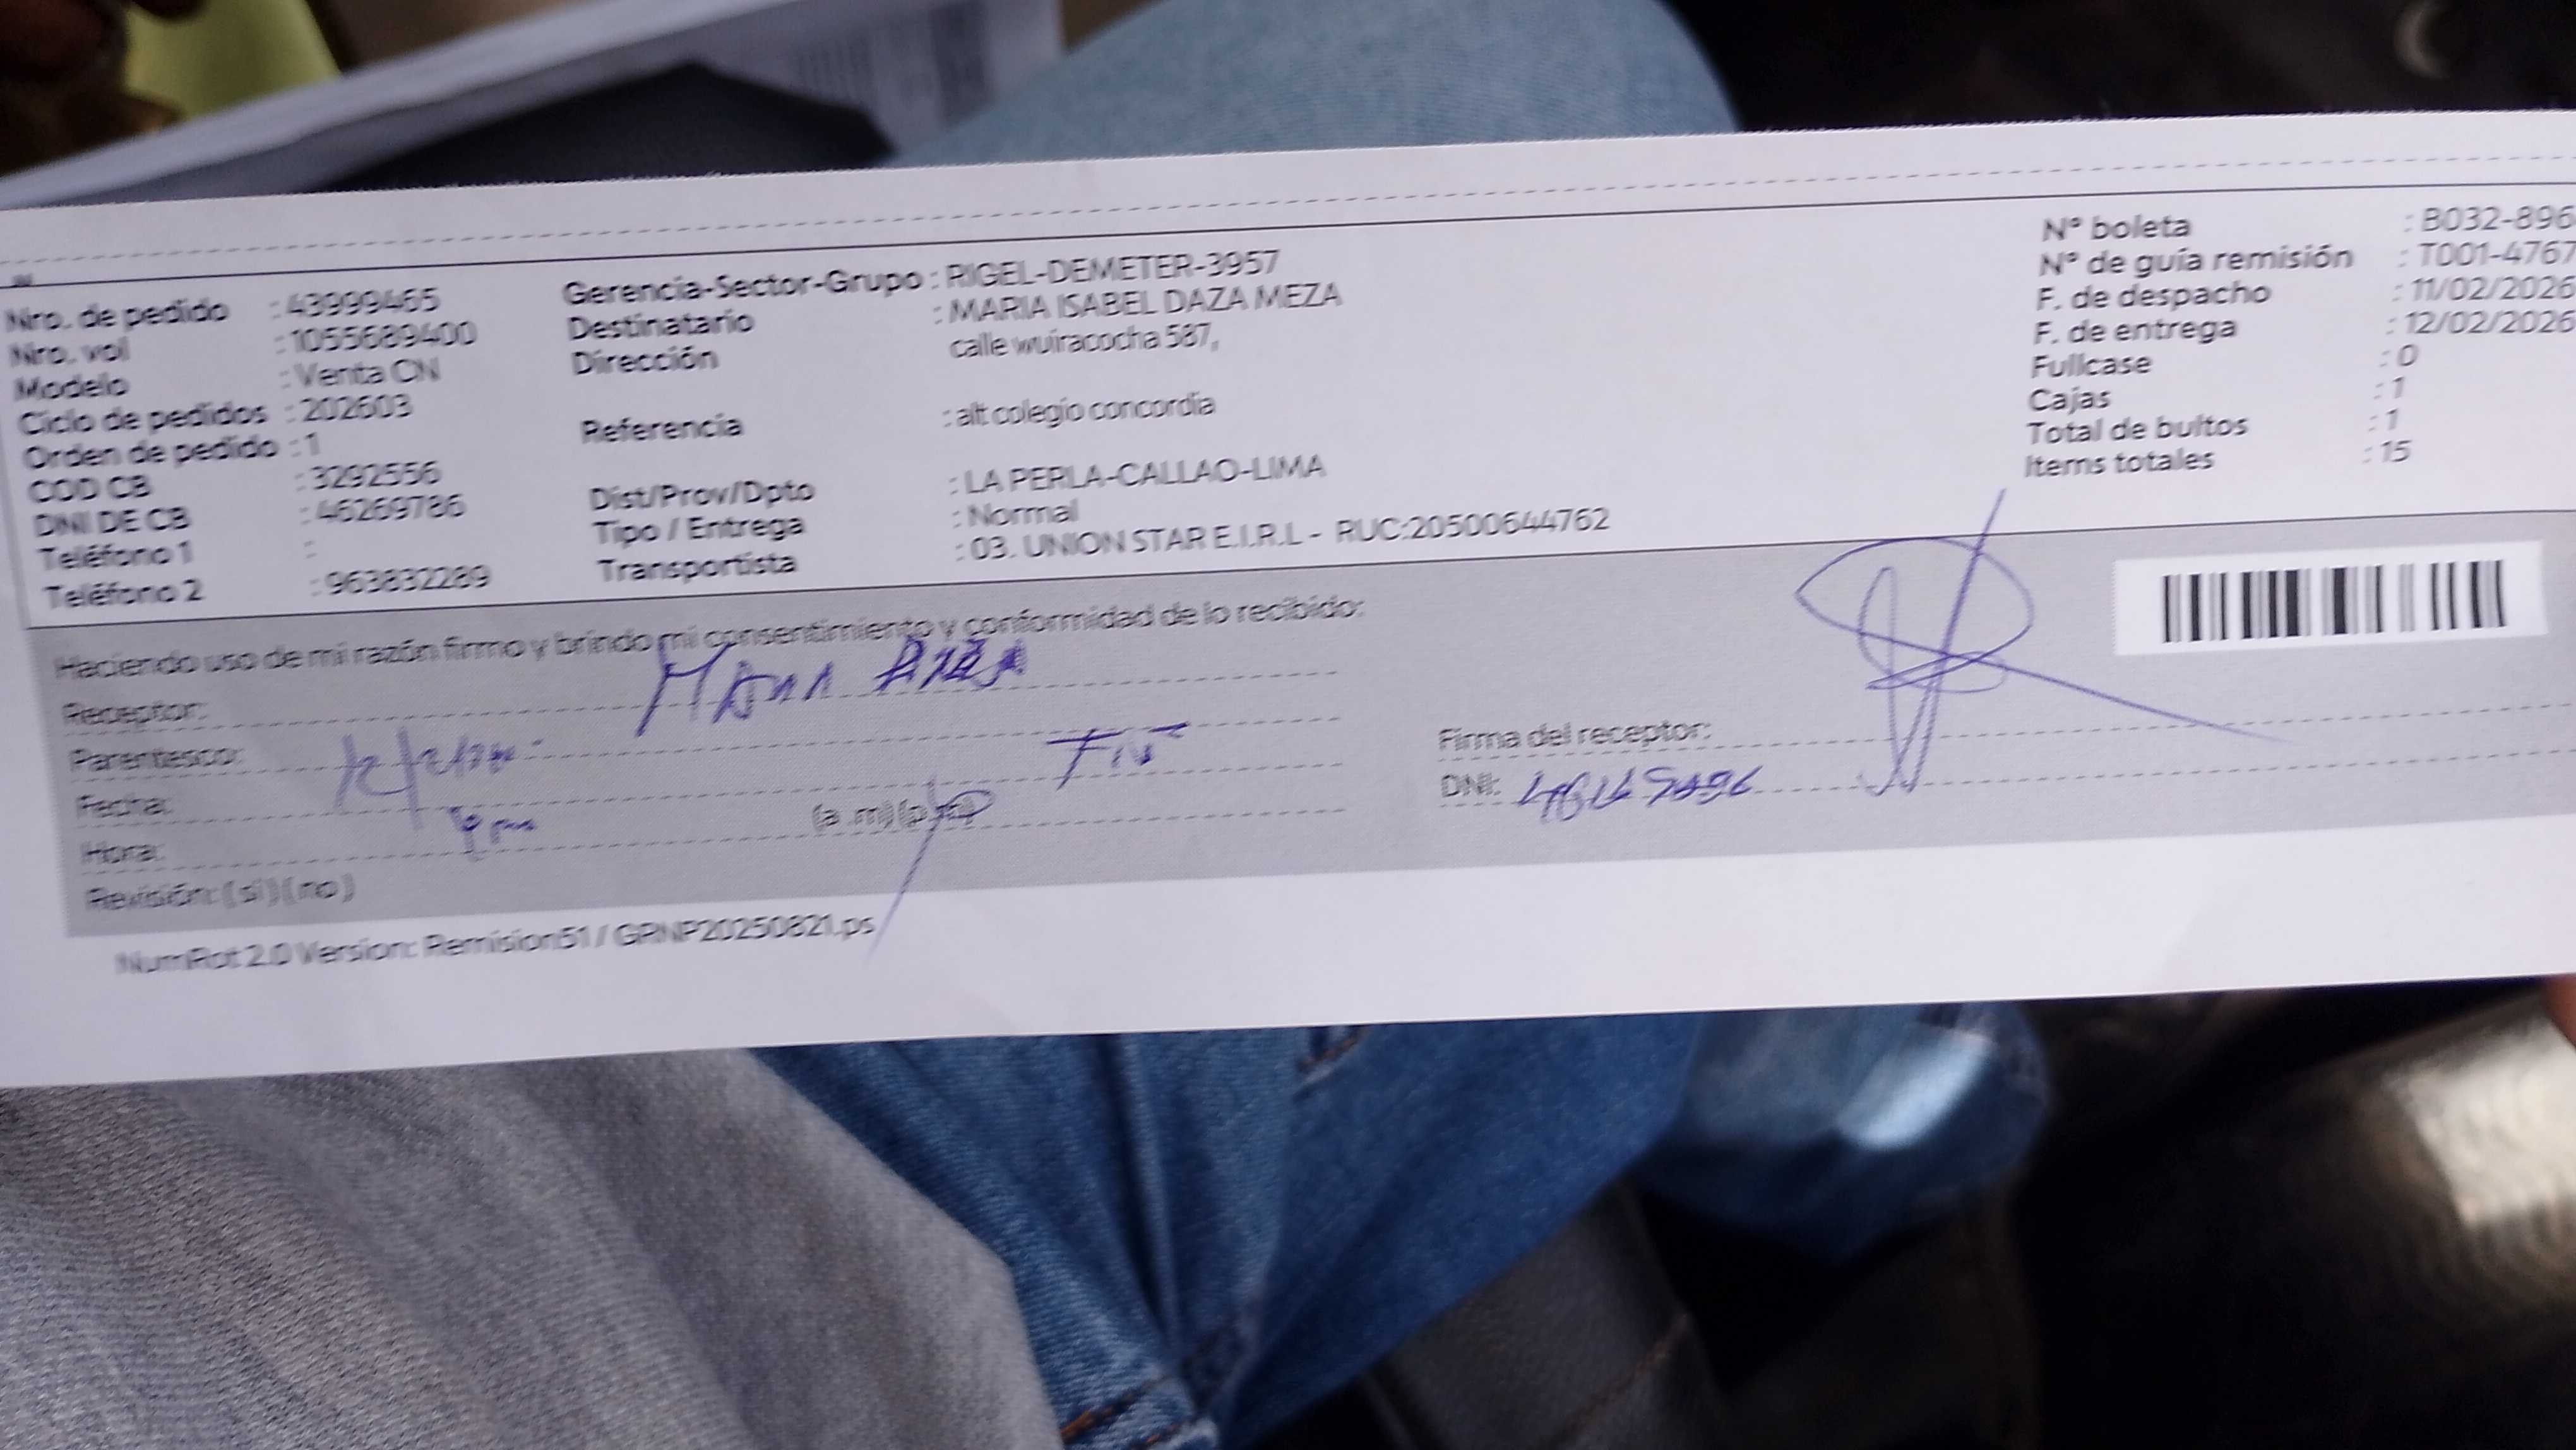 Nro. de pedido : 43999465
Nro. vol : 1055689400
Modelo : Venta CN
Ciclo de pedidos : 202603
Orden de pedido : 1
COD CB : 3292556
DNI DE CB : 46269786
Teléfono 1 :
Teléfono 2 : 963832289
Gerencia-Sector-Grupo : RIGEL-DEMETER-3957
Destinatario : MARIA ISABEL DAZA MEZA
Dirección calle wuiracocha 587,
Referencia : alt colegio concordia
Dist/Prov/Dpto : LA PERLA-CALLAO-LIMA
Tipo / Entrega : Normal
Transportista : 03. UNION STAR E.I.R.L - RUC:20500644762
Nº boleta : B032-896
Nº de guía remisión : T001-4767
F. de despacho : 11/02/2026
F. de entrega : 12/02/2026
Fullcase : 0
Cajas : 1
Total de bultos : 1
Items totales : 15
Haciendo uso de mi razón firmo y brindo mi consentimiento y conformidad de lo recibido:
Receptor:
Parentesco:
Fecha:
Hora: pm (a .m) (p.m)
Revisión: ( si ) ( no )
Firma del receptor:
DNI:
NumRot 2.0 Version: Remision51 / GRNP20250821.ps